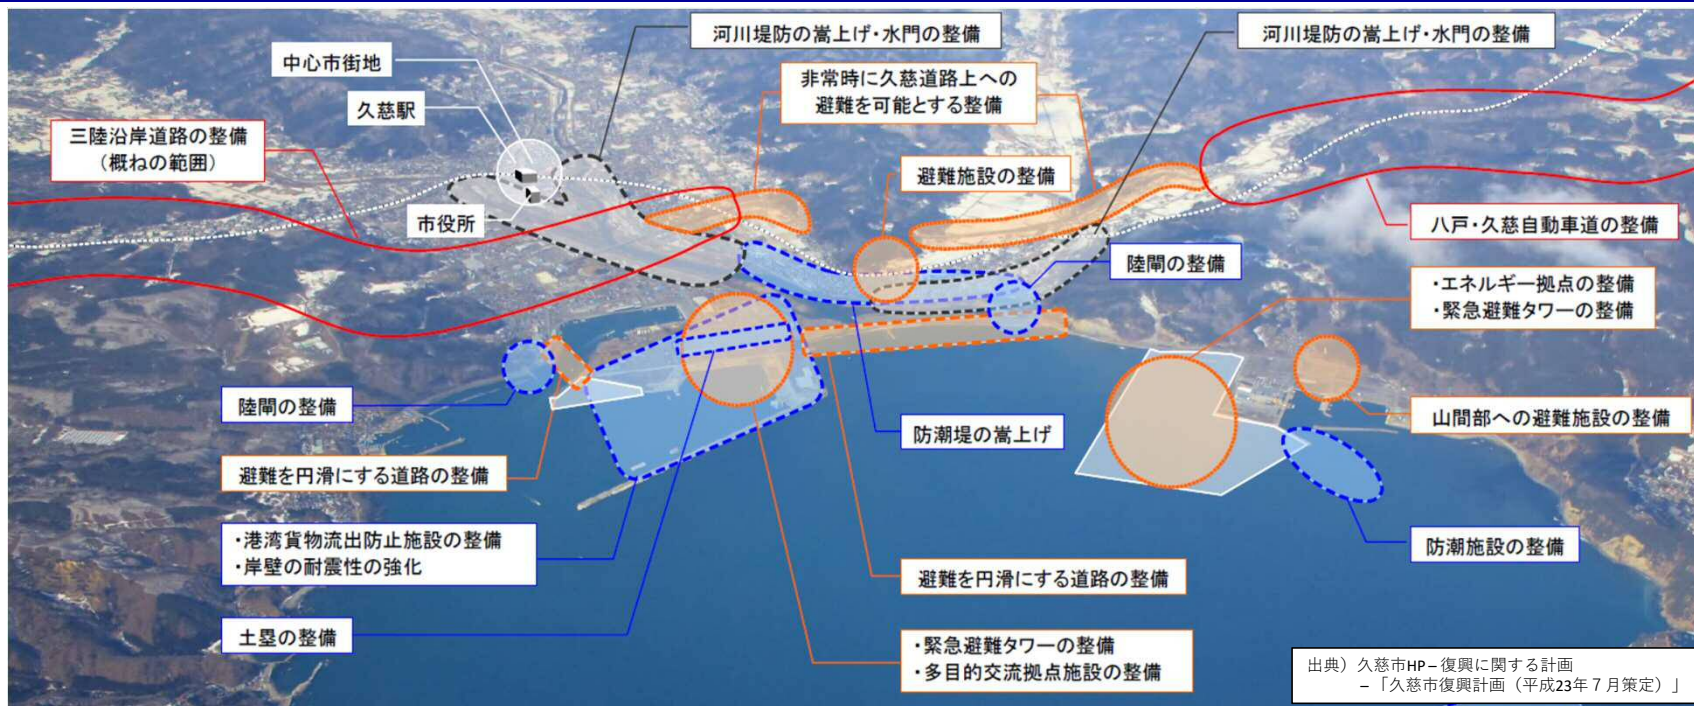 河川堤防の嵩上げ・水門の整備
河川堤防の嵩上げ・水門の整備
中心市街地
久慈駅
非常時に久慈道路上への
避難を可能とする整備
三陸沿岸道路の整備
(概ねの範囲)
避難施設の整備
市役所
八戸・久慈自動車道の整備
陸閘の整備
・エネルギー拠点の整備
・緊急避難タワーの整備
陸閘の整備
防潮堤の嵩上げ
山間部への避難施設の整備
避難を円滑にする道路の整備
・港湾貨物流出防止施設の整備
・岸壁の耐震性の強化
防潮施設の整備
避難を円滑にする道路の整備
土塁の整備
・緊急避難タワーの整備
・多目的交流拠点施設の整備
出典）久慈市HP – 復興に関する計画
– 「久慈市復興計画（平成23年７月策定）」